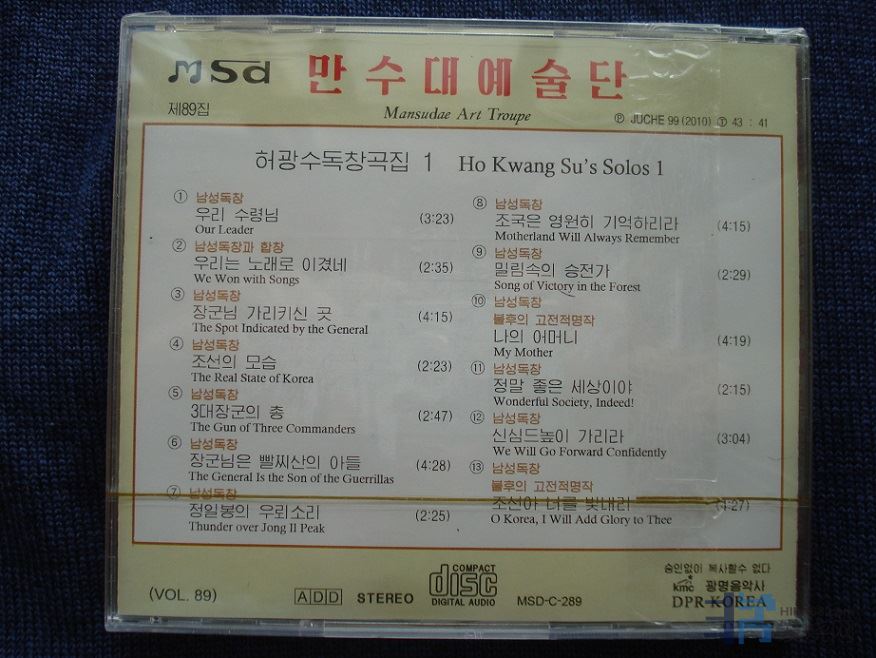 MSd 만수대예술단
제89집 Mansudae Art Troupe Ⓟ JUCHE 99 (2010) Ⓣ 43 : 41
허광수독창곡집 1 Ho Kwang Su's Solos 1
① 남성독창
우리 수령님 (3:23)
Our Leader
② 남성독창과 합창
우리는 노래로 이겼네 (2:35)
We Won with Songs
③ 남성독창
장군님 가리키신 곳 (4:15)
The Spot Indicated by the General
④ 남성독창
조선의 모습 (2:23)
The Real State of Korea
⑤ 남성독창
3대장군의 총 (2:47)
The Gun of Three Commanders
⑥ 남성독창
장군님은 빨찌산의 아들 (4:28)
The General Is the Son of the Guerrillas
⑦ 남성독창
정일봉의 우뢰소리 (2:25)
Thunder over Jong Il Peak
⑧ 남성독창
조국은 영원히 기억하리라 (4:15)
Motherland Will Always Remember
⑨ 남성독창
밀림속의 승전가 (2:29)
Song of Victory in the Forest
⑩ 남성독창
불후의 고전적명작
나의 어머니 (4:19)
My Mother
⑪ 남성독창
정말 좋은 세상이야 (2:15)
Wonderful Society, Indeed!
⑫ 남성독창
신심드높이 가리라 (3:04)
We Will Go Forward Confidently
⑬ 남성독창
불후의 고전적명작
조선아 너를 빛내리 (4:27)
O Korea, I Will Add Glory to Thee
(VOL. 89) ADD STEREO COMPACT disc DIGITAL AUDIO MSD-C-289
승인없이 복사할수 없다
kmc 광명음악사
DPR KOREA